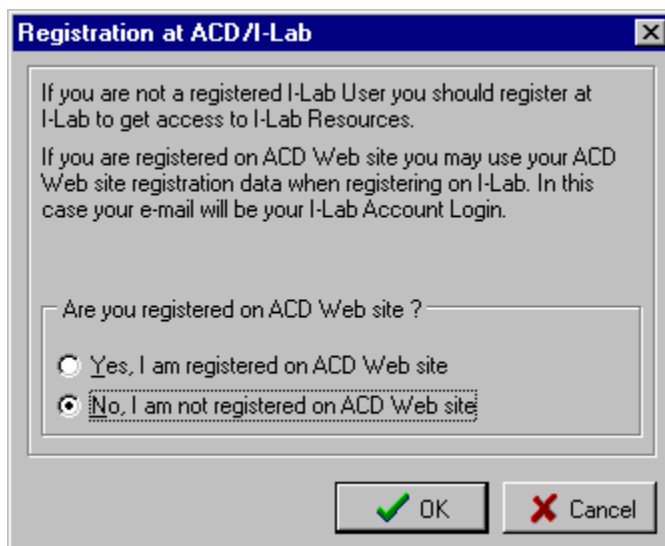 Registration at ACD/I-Lab
If you are not a registered I-Lab User you should register at
I-Lab to get access to I-Lab Resources.
If you are registered on ACD Web site you may use your ACD
Web site registration data when registering on I-Lab. In this
case your e-mail will be your I-Lab Account Login.
Are you registered on ACD Web site ?
Yes, I am registered on ACD Web site
No, I am not registered on ACD Web site
OK Cancel